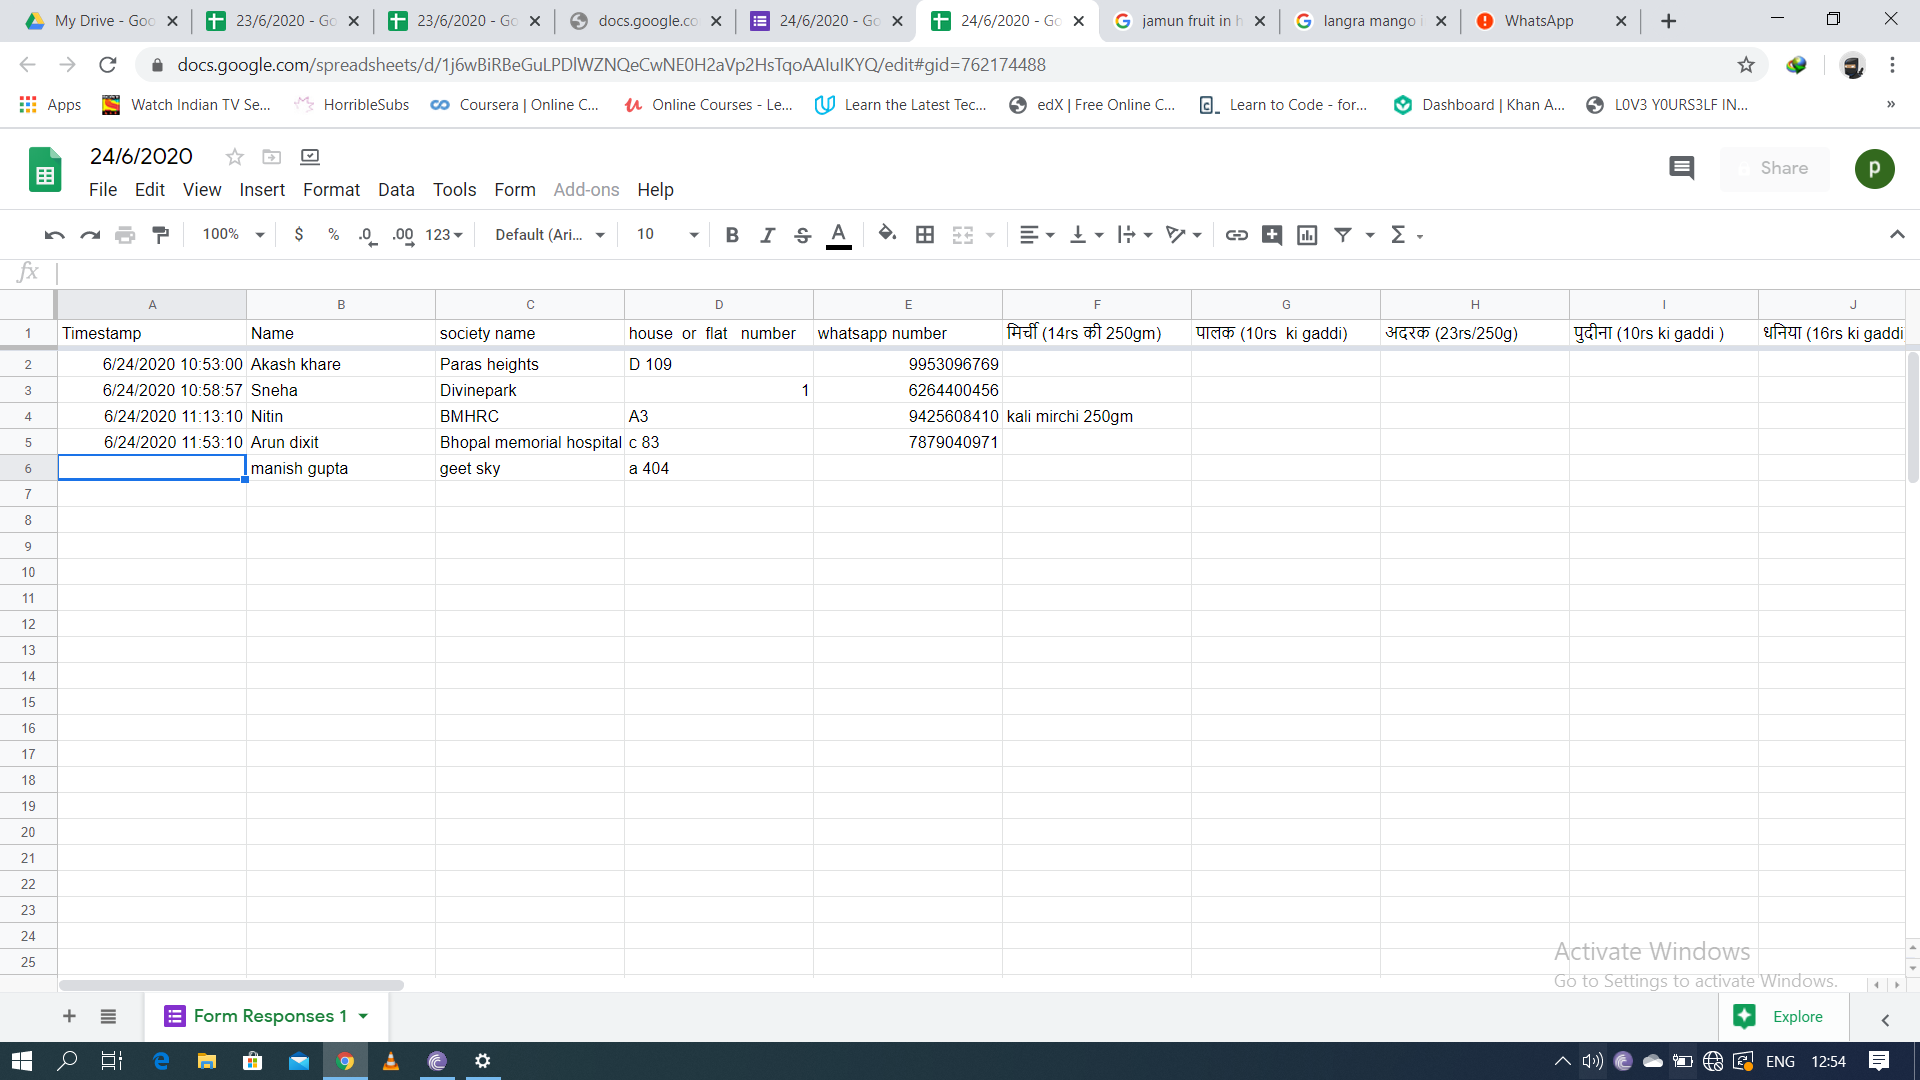 My Drive - Goo
23/6/2020 - Go
23/6/2020 - Go
docs.google.co
24/6/2020 - Go
24/6/2020 - Go
jamun fruit in h
langra mango i
WhatsApp
docs.google.com/spreadsheets/d/1j6wBiRBeGuLPDlWZNQeCwNE0H2aVp2HsTqoAAIuIKYQ/edit#gid=762174488
Apps
Watch Indian TV Se...
HorribleSubs
Coursera | Online C...
Online Courses - Le...
Learn the Latest Tec...
edX | Free Online C...
Learn to Code - for...
Dashboard | Khan A...
L0V3 Y0URS3LF IN...
»
24/6/2020
Share
p
File Edit View Insert Format Data Tools Form Add-ons Help
100% $ % .0 .00 123 Default (Ari... 10 B I S A Σ
fx
A B C D E F G H I J
1 Timestamp Name society name house or flat number whatsapp number मिर्ची (14rs की 250gm) पालक (10rs ki gaddi) अदरक (23rs/250g) पुदीना (10rs ki gaddi ) धनिया (16rs ki gaddi
2 6/24/2020 10:53:00 Akash khare Paras heights D 109 9953096769
3 6/24/2020 10:58:57 Sneha Divinepark 1 6264400456
4 6/24/2020 11:13:10 Nitin BMHRC A3 9425608410 kali mirchi 250gm
5 6/24/2020 11:53:10 Arun dixit Bhopal memorial hospital c 83 7879040971
6 manish gupta geet sky a 404
7
8
9
10
11
12
13
14
15
16
17
18
19
20
21
22
23
24
25
Activate Windows
Go to Settings to activate Windows.
Form Responses 1
Explore
ENG 12:54